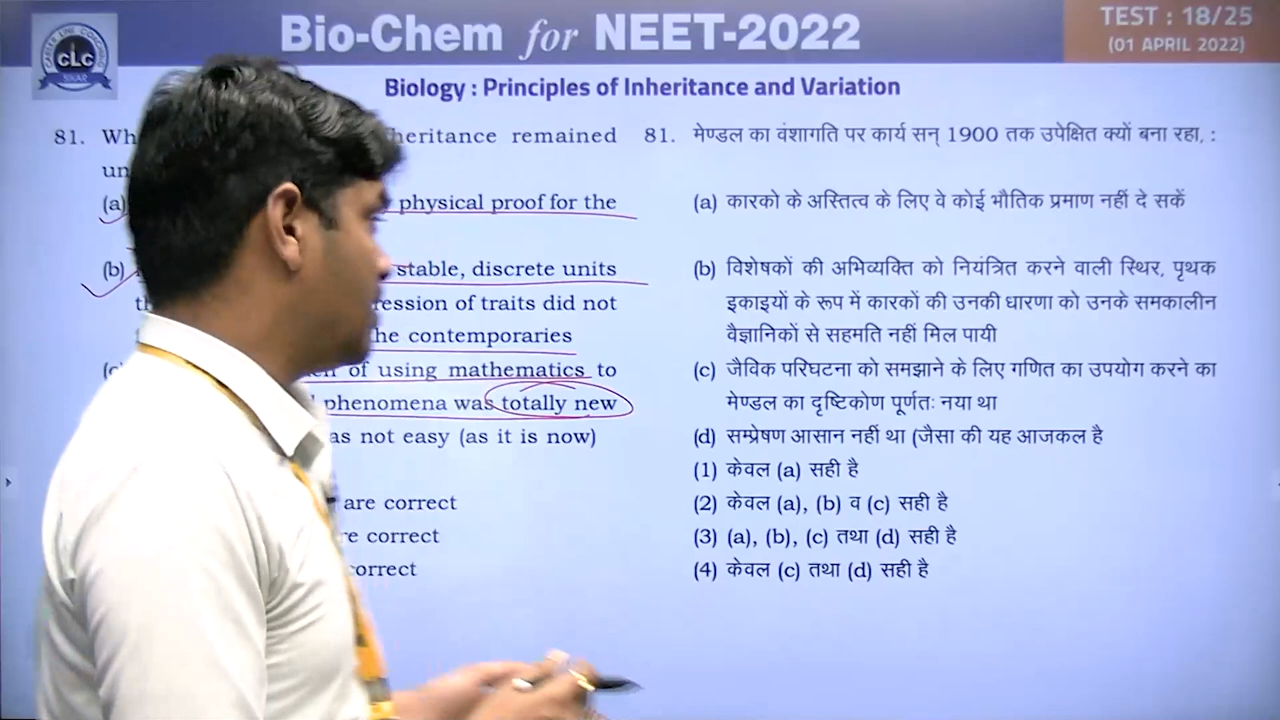 Bio-Chem for NEET-2022
TEST : 18/25
(01 APRIL 2022)
CLC
SIKAR
Biology : Principles of Inheritance and Variation
81. remained
(a) physical proof for the
(b) stable, discrete units
of traits did not
the contemporaries
of using mathematics to
phenomena was totally new
not easy (as it is now)
are correct
correct
correct
81. मेण्डल का वंशागति पर कार्य सन् 1900 तक उपेक्षित क्यों बना रहा, :
(a) कारको के अस्तित्व के लिए वे कोई भौतिक प्रमाण नहीं दे सकें
(b) विशेषकों की अभिव्यक्ति को नियंत्रित करने वाली स्थिर, पृथक
इकाइयों के रूप में कारकों की उनकी धारणा को उनके समकालीन
वैज्ञानिकों से सहमति नहीं मिल पायी
(c) जैविक परिघटना को समझाने के लिए गणित का उपयोग करने का
मेण्डल का दृष्टिकोण पूर्णतः नया था
(d) सम्प्रेषण आसान नहीं था (जैसा की यह आजकल है
(1) केवल (a) सही है
(2) केवल (a), (b) व (c) सही है
(3) (a), (b), (c) तथा (d) सही है
(4) केवल (c) तथा (d) सही है